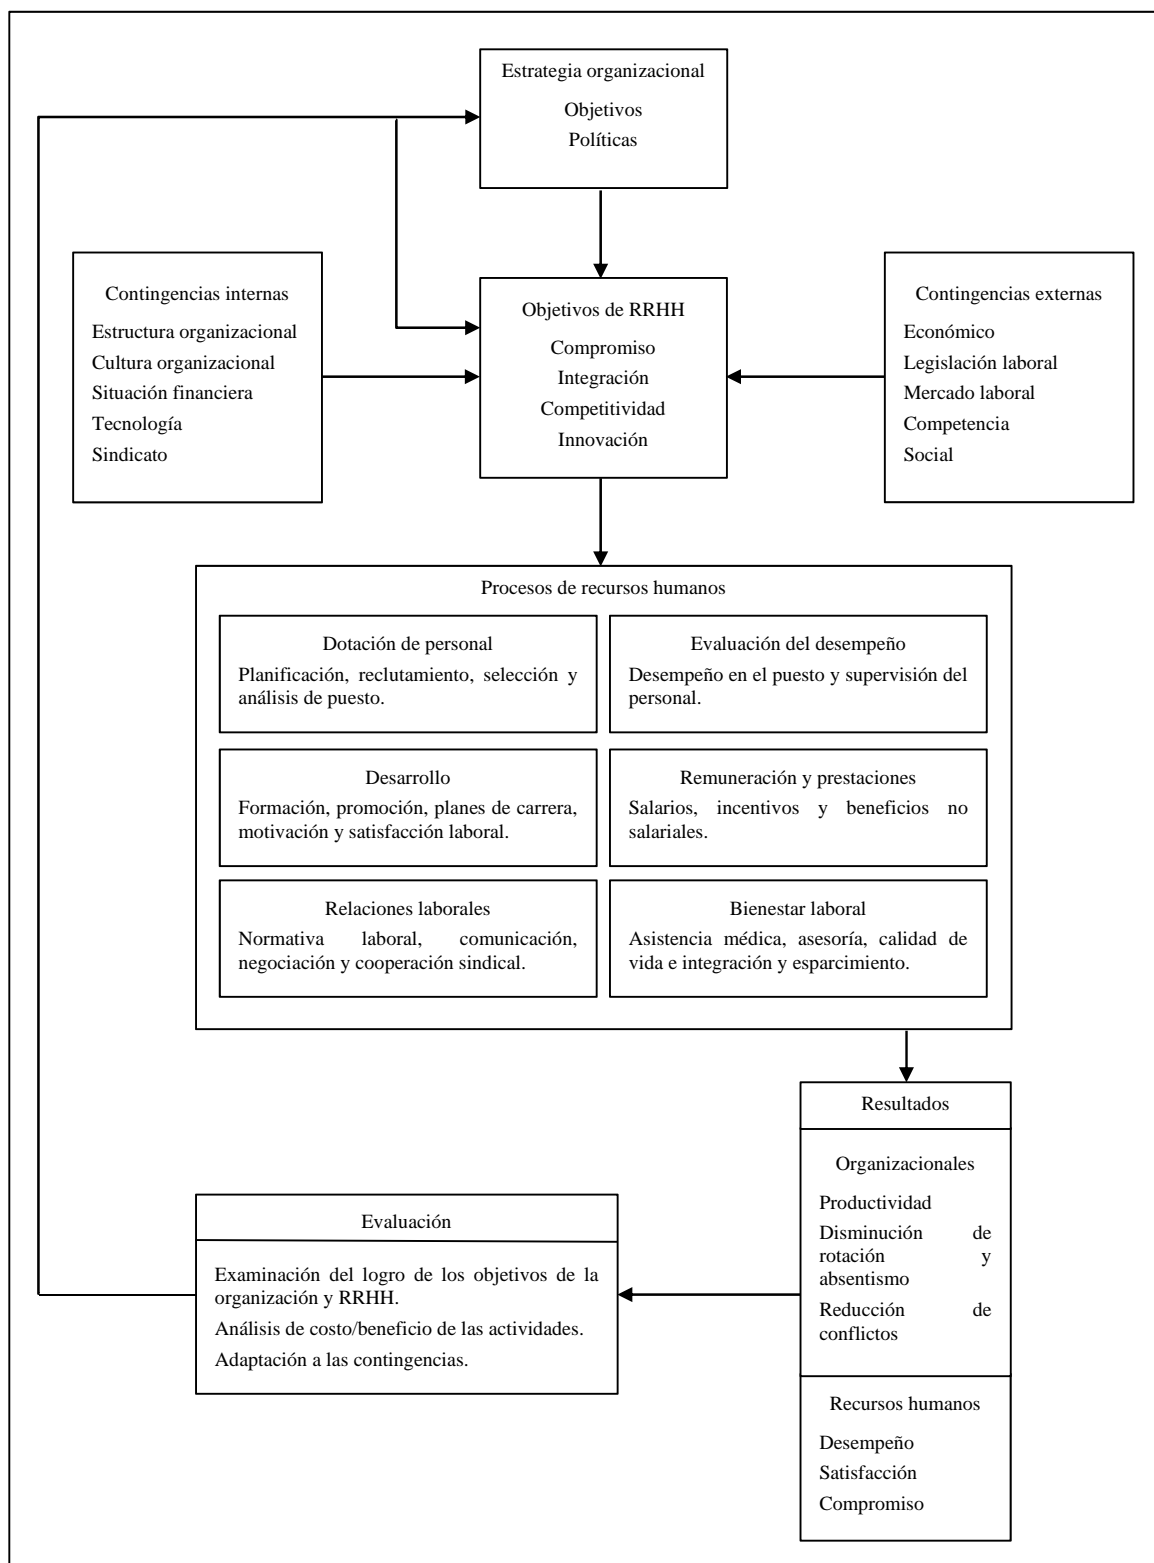 Estrategia organizacional
Objetivos
Políticas
Contingencias internas
Estructura organizacional
Cultura organizacional
Situación financiera
Tecnología
Sindicato
Objetivos de RRHH
Compromiso
Integración
Competitividad
Innovación
Contingencias externas
Económico
Legislación laboral
Mercado laboral
Competencia
Social
Procesos de recursos humanos
Dotación de personal
Planificación, reclutamiento, selección y
análisis de puesto.
Evaluación del desempeño
Desempeño en el puesto y supervisión del
personal.
Desarrollo
Formación, promoción, planes de carrera,
motivación y satisfacción laboral.
Remuneración y prestaciones
Salarios, incentivos y beneficios no
salariales.
Relaciones laborales
Normativa laboral, comunicación,
negociación y cooperación sindical.
Bienestar laboral
Asistencia médica, asesoría, calidad de
vida e integración y esparcimiento.
Resultados
Organizacionales
Productividad
Disminución de
rotación y
absentismo
Reducción de
conflictos
Recursos humanos
Desempeño
Satisfacción
Compromiso
Evaluación
Examinación del logro de los objetivos de la
organización y RRHH.
Análisis de costo/beneficio de las actividades.
Adaptación a las contingencias.